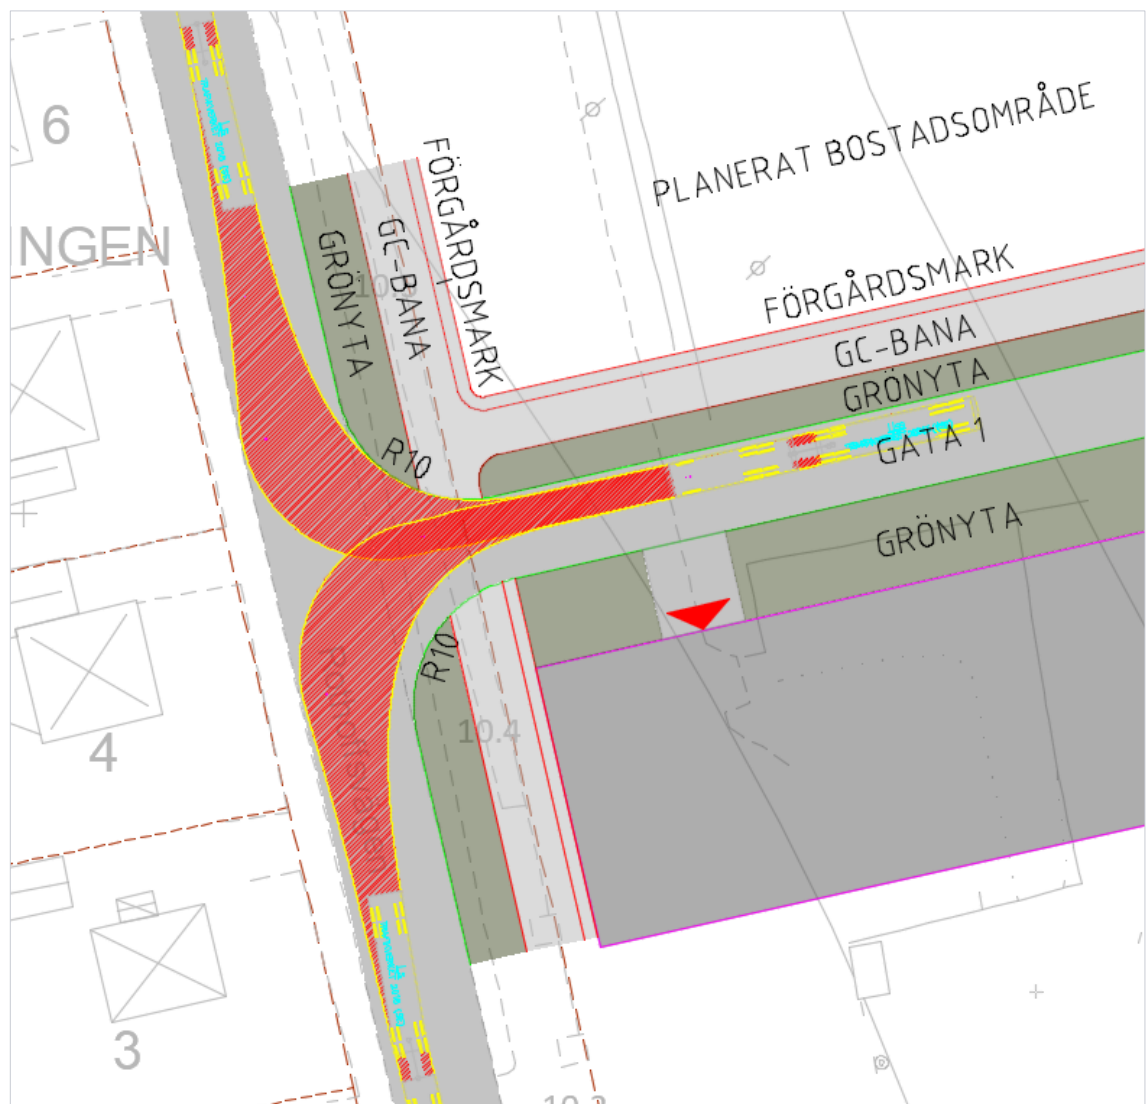 6
PLANERAT BOSTADSOMRÅDE
FÖRGÅRDSMARK
NGEN
GRÖNYTA
GC-BANA
FÖRGÅRDSMARK
GC-BANA
GRÖNYTA
GATA 1
R10
GRÖNYTA
R10
Rolfhoffsvägen
10.4
4
3